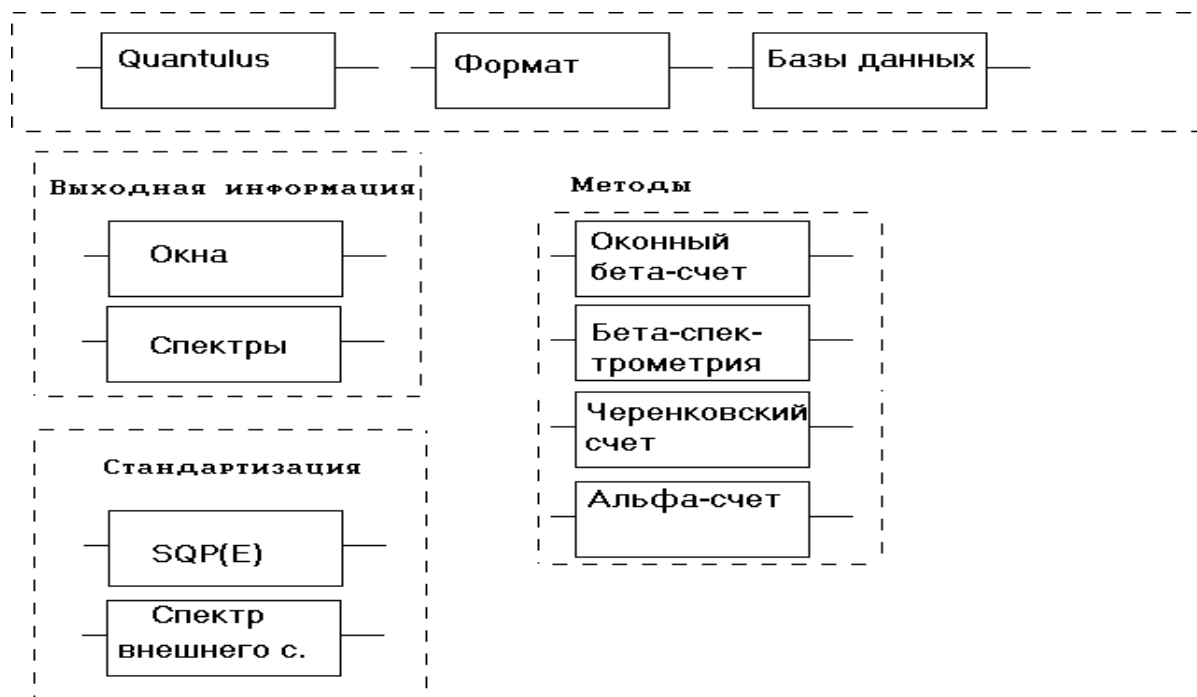 Quantulus
Формат
Базы данных
Выходная информация
Окна
Спектры
Стандартизация
SQP(E)
Спектр
внешнего с.
Методы
Оконный
бета-счет
Бета-спек-
трометрия
Черенковский
счет
Альфа-счет